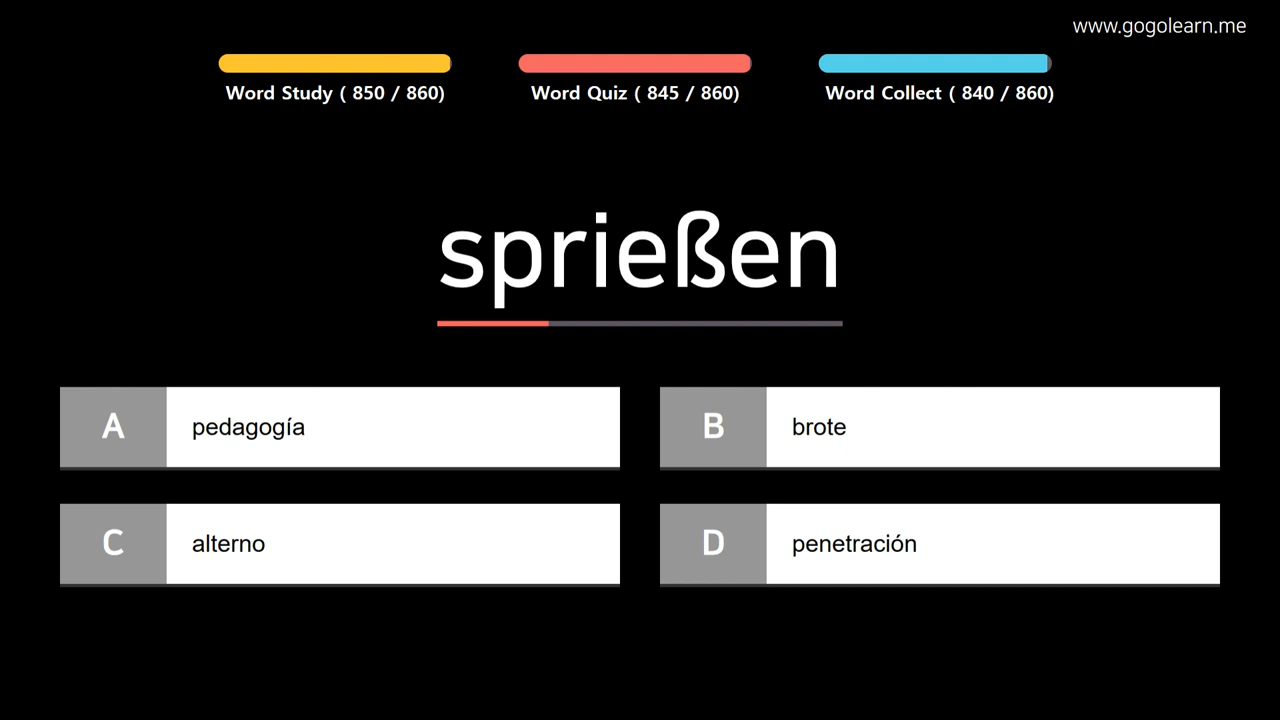 www.gogolearn.me
Word Study ( 850 / 860)
Word Quiz ( 845 / 860)
Word Collect ( 840 / 860)
sprießen
A pedagogía
B brote
C alterno
D penetración